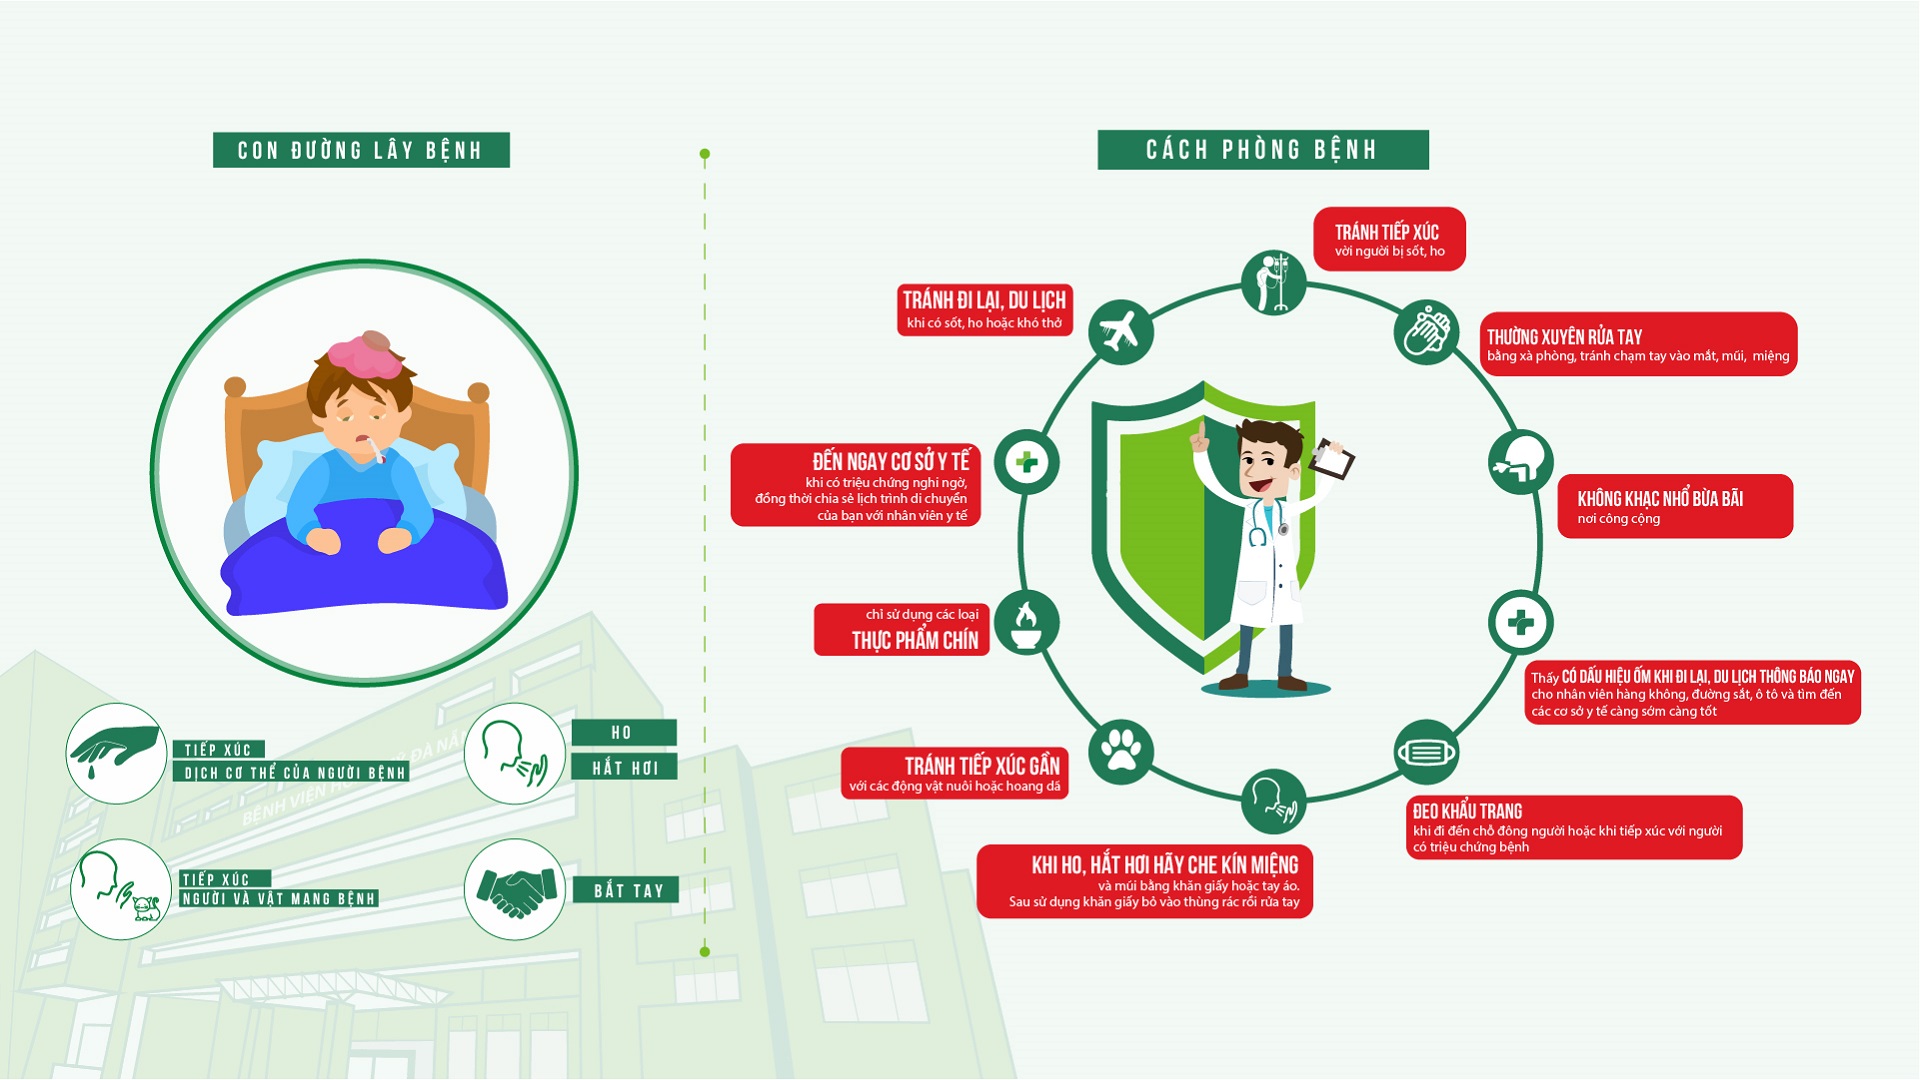 CON ĐƯỜNG LÂY BỆNH
TIẾP XÚC
DỊCH CƠ THỂ CỦA NGƯỜI BỆNH
HO
HẮT HƠI
TIẾP XÚC
NGƯỜI VÀ VẬT MANG BỆNH
BẮT TAY
BỆNH VIỆN
ĐÀ NẴN
CÁCH PHÒNG BỆNH
TRÁNH TIẾP XÚC
vời người bị sốt, ho
THƯỜNG XUYÊN RỬA TAY
bằng xà phòng, tránh chạm tay vào mắt, mũi, miệng
KHÔNG KHẠC NHỔ BỪA BÃI
nơi công cộng
Thấy CÓ DẤU HIỆU ỐM KHI ĐI LẠI, DU LỊCH THÔNG BÁO NGAY
cho nhân viên hàng không, đường sắt, ô tô và tìm đến
các cơ sở y tế càng sớm càng tốt
ĐEO KHẨU TRANG
khi đi đến chỗ đông người hoặc khi tiếp xúc với người
có triệu chứng bệnh
KHI HO, HẮT HƠI HÃY CHE KÍN MIỆNG
và múi bằng khăn giấy hoặc tay áo.
Sau sử dụng khăn giấy bỏ vào thùng rác rồi rửa tay
TRÁNH TIẾP XÚC GẦN
với các động vật nuôi hoặc hoang dã
chỉ sử dụng các loại
THỰC PHẨM CHÍN
ĐẾN NGAY CƠ SỞ Y TẾ
khi có triệu chứng nghi ngờ,
đồng thời chia sẻ lịch trình di chuyển
của bạn với nhân viên y tế
TRÁNH ĐI LẠI, DU LỊCH
khi có sốt, ho hoặc khó thở